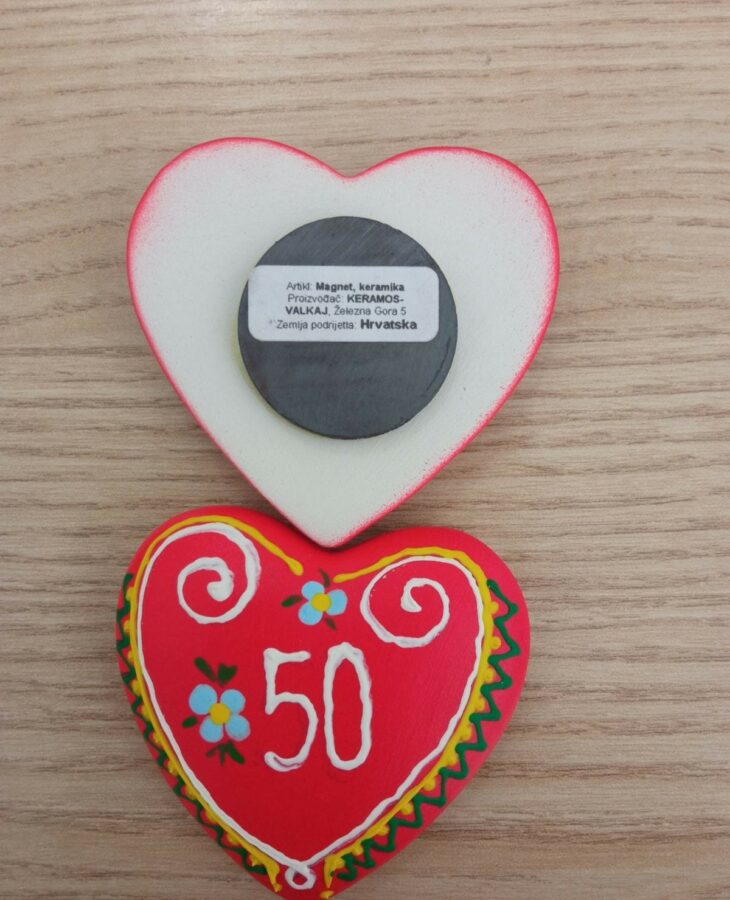 Artikl: Magnet, keramika
Proizvođač: KERAMOS-
VALKAJ, Železna Gora 5
Zemlja podrijetla: Hrvatska
50